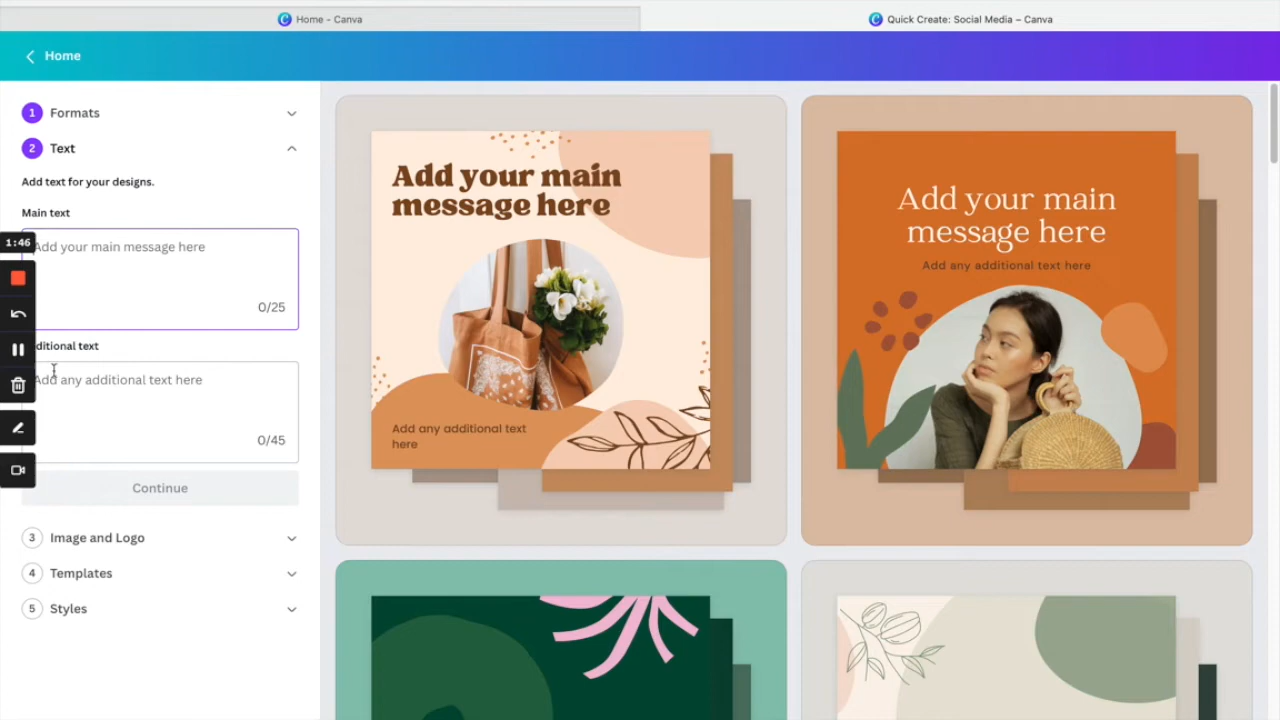 Home - Canva
Quick Create: Social Media – Canva
Home
1 Formats
2 Text
Add text for your designs.
Main text
Add your main message here
1:46
0/25
ditional text
Add any additional text here
0/45
Continue
3 Image and Logo
4 Templates
5 Styles
Add your main
message here
Add any additional text
here
Add your main
message here
Add any additional text here